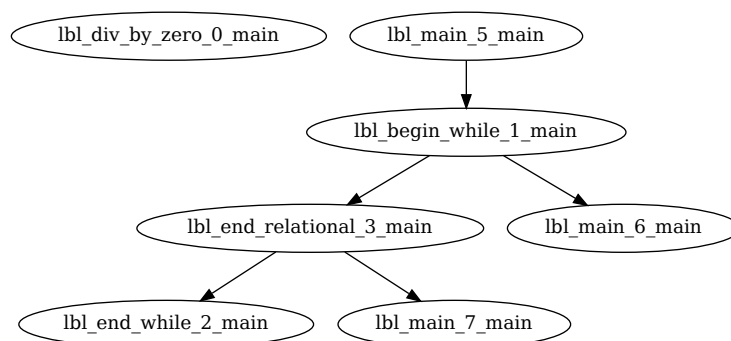 lbl_div_by_zero_0_main
lbl_main_5_main
lbl_begin_while_1_main
lbl_end_relational_3_main
lbl_main_6_main
lbl_end_while_2_main
lbl_main_7_main